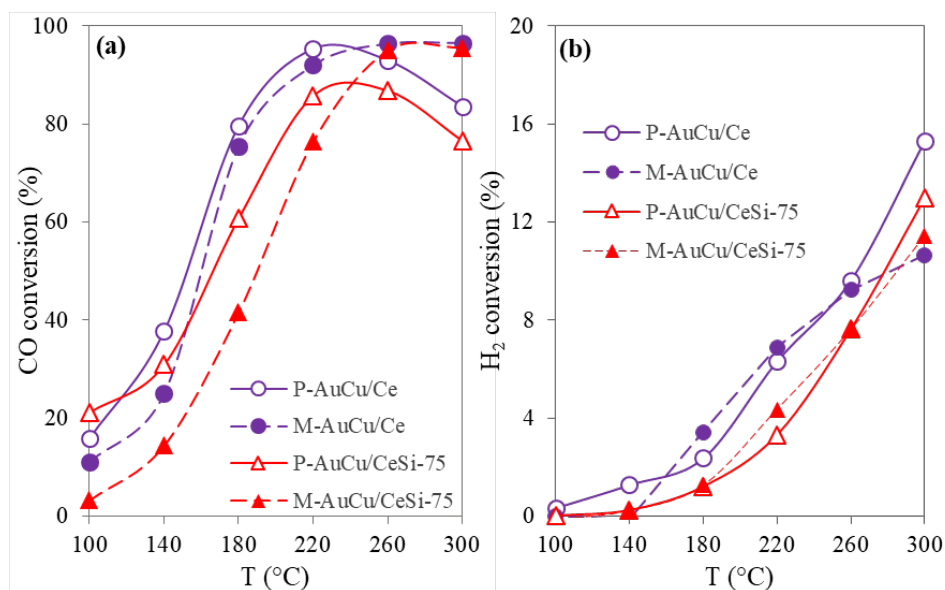 (a)
CO conversion (%)
100
80
60
40
20
0
P-AuCu/Ce
M-AuCu/Ce
P-AuCu/CeSi-75
M-AuCu/CeSi-75
100 140 180 220 260 300
T (°C)
(b)
H₂ conversion (%)
20
16
12
8
4
0
P-AuCu/Ce
M-AuCu/Ce
P-AuCu/CeSi-75
M-AuCu/CeSi-75
100 140 180 220 260 300
T (°C)